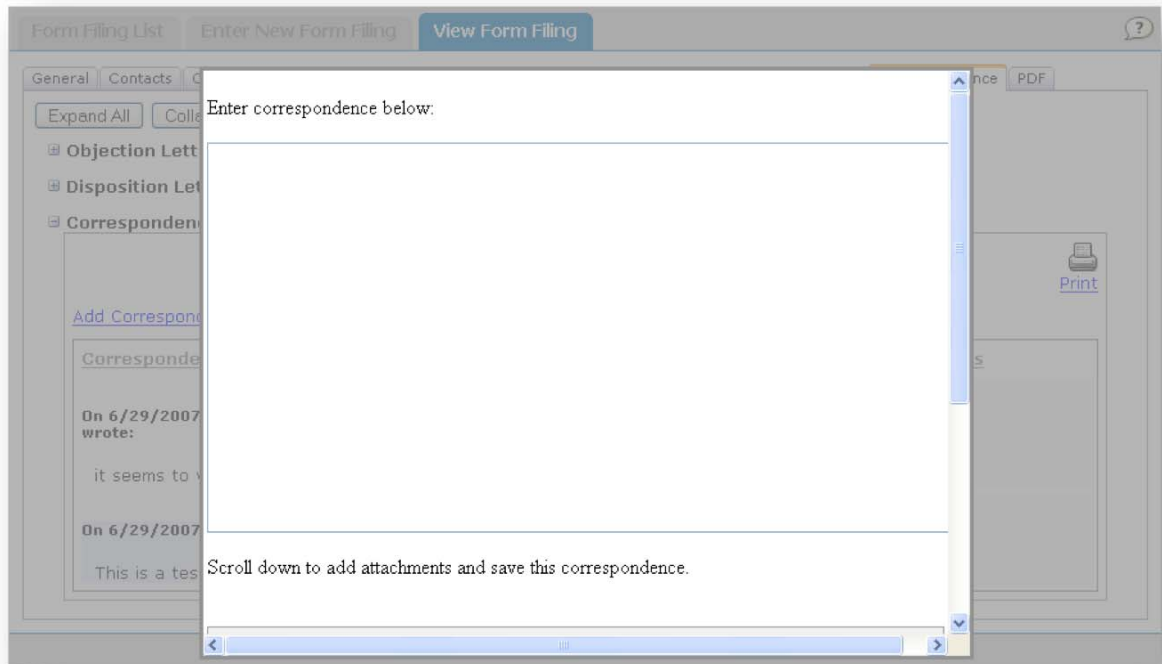 Form Filing List Enter New Form Filing View Form Filing ?
General Contacts nce PDF
Enter correspondence below:
Expand All Colla
Objection Lett
Disposition Let
Corresponden
Print
Add Correspond
Corresponde s
On 6/29/2007
wrote:
it seems to
On 6/29/2007
This is a tes
Scroll down to add attachments and save this correspondence.